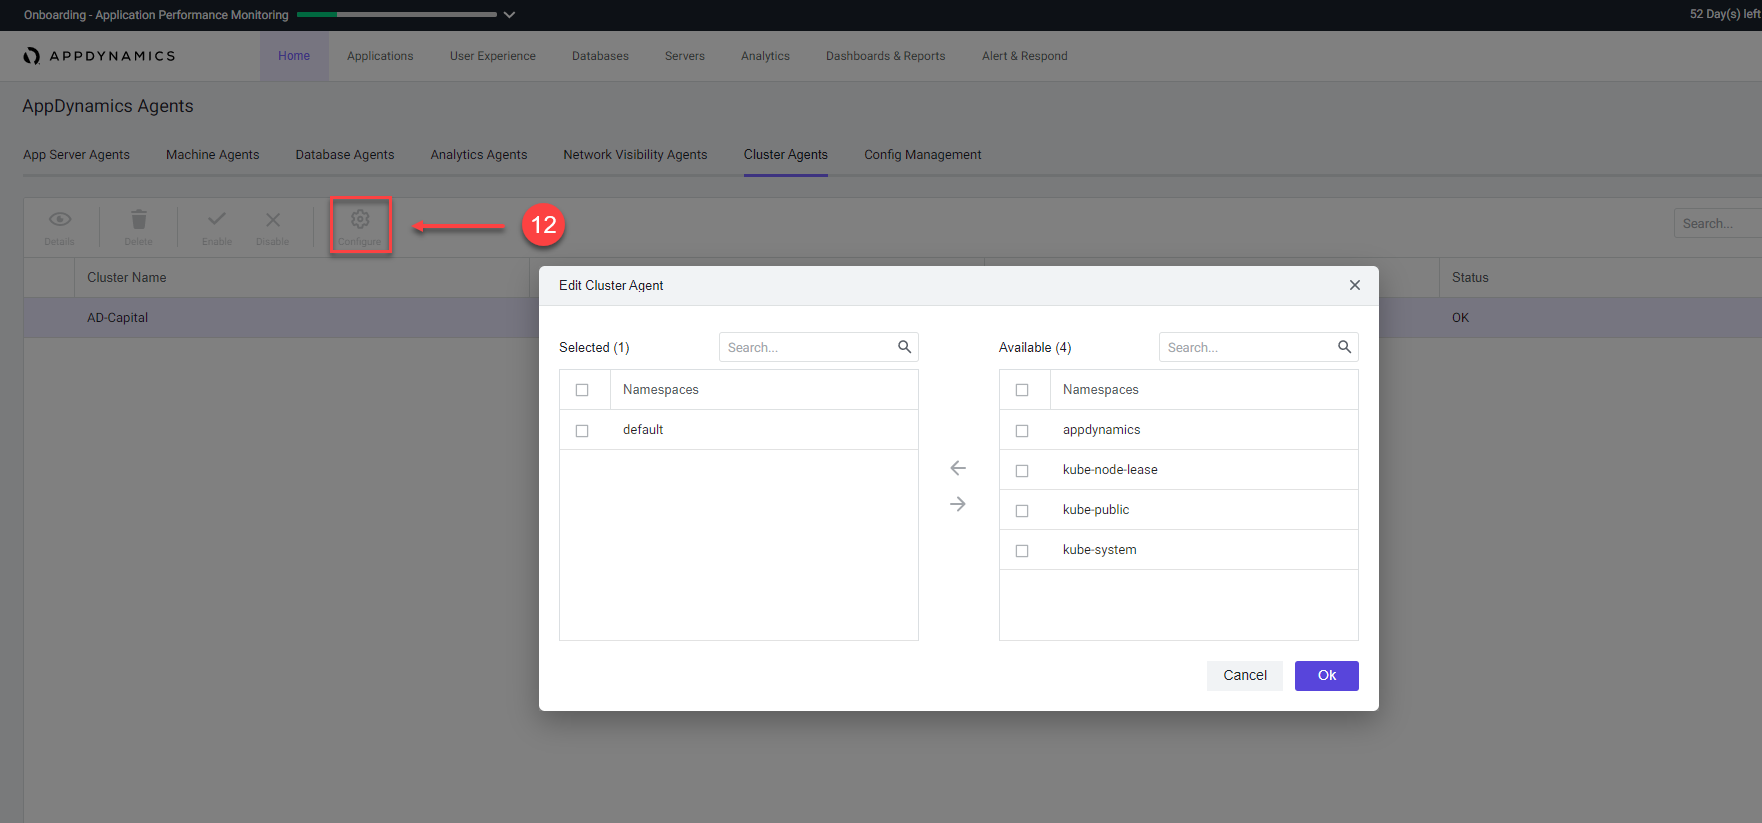 Onboarding - Application Performance Monitoring
52 Day(s) left
APPDYNAMICS
Home Applications User Experience Databases Servers Analytics Dashboards & Reports Alert & Respond
AppDynamics Agents
App Server Agents Machine Agents Database Agents Analytics Agents Network Visibility Agents Cluster Agents Config Management
Details Delete Enable Disable Configure
12
Search...
Cluster Name Status
AD-Capital OK
Edit Cluster Agent
Selected (1) Search... Available (4) Search...
Namespaces Namespaces
default appdynamics
kube-node-lease
kube-public
kube-system
Cancel Ok